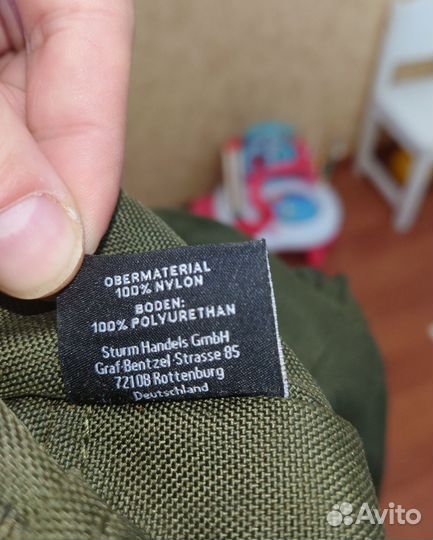 OBERMATERIAL
100% NYLON
BODEN:
100% POLYURETHAN
Sturm Handels GmbH
Graf-Bentzel-Strasse 85
72108 Rottenburg
Deutschland
Avito